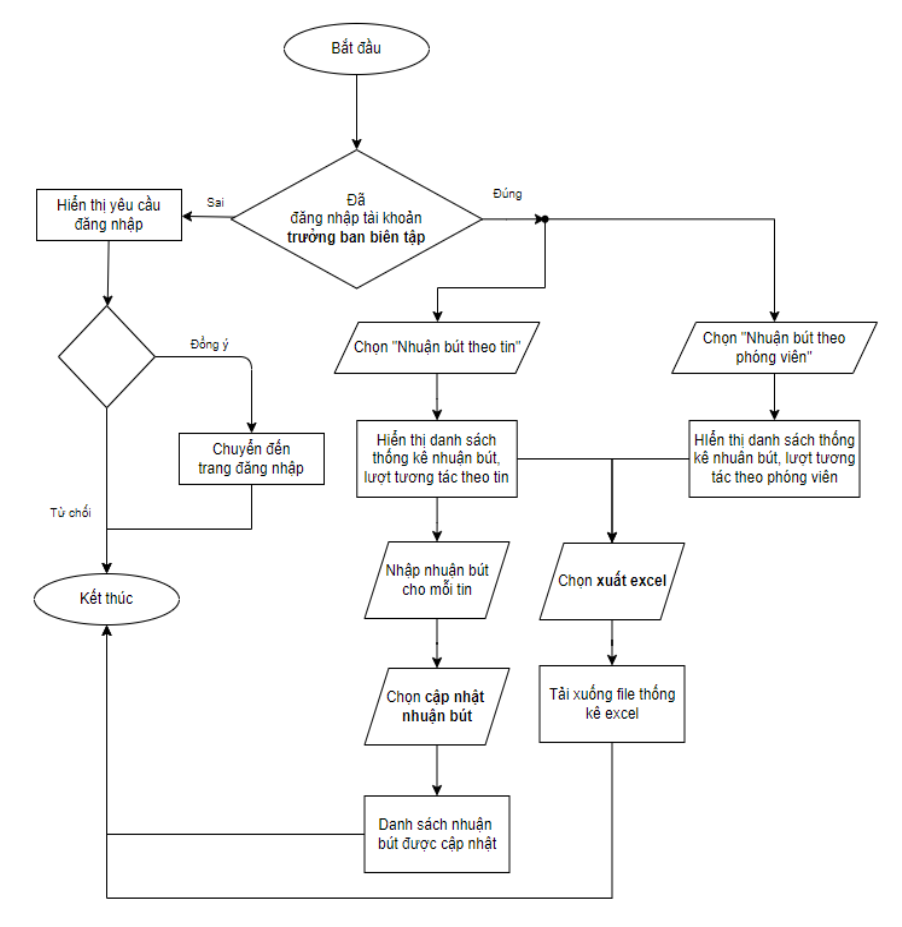 Bắt đầu
Đã
đăng nhập tài khoản
trưởng ban biên tập
Sai
Đúng
Hiển thị yêu cầu
đăng nhập
Đồng ý
Chuyển đến
trang đăng nhập
Từ chối
Kết thúc
Chọn "Nhuận bút theo tin"
Chọn "Nhuận bút theo
phóng viên"
Hiển thị danh sách
thống kê nhuận bút,
lượt tương tác theo tin
Hiển thị danh sách thống
kê nhuận bút, lượt tương
tác theo phóng viên
Nhập nhuận bút
cho mỗi tin
Chọn xuất excel
Chọn cập nhật
nhuận bút
Tải xuống file thống
kê excel
Danh sách nhuận
bút được cập nhật